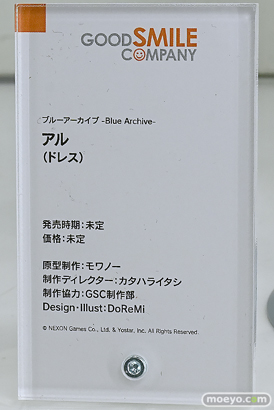 GOODSMILE
COMPANY
ブルーアーカイブ -Blue Archive-
アル
(ドレス)
発売時期:未定
価格:未定
原型制作:モワノー
制作ディレクター:カタハライタシ
制作協力:GSC制作部
Design・Illust:DoReMi
© NEXON Games Co., Ltd. & Yostar, Inc. All Rights Reserved.
moeyo.com